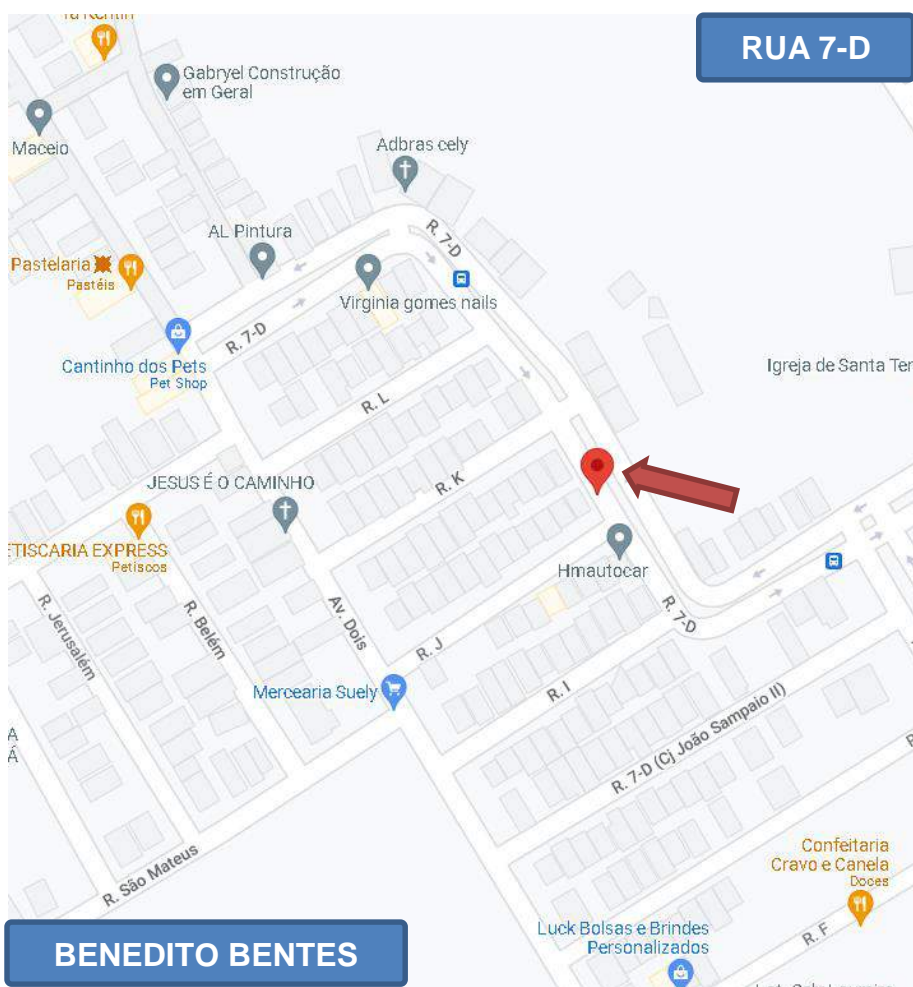 RUA 7-D
Gabryel Construção
em Geral
Maceio
Adbras cely
R. 7-D
AL Pintura
Pastelaria
Pastéis
Virginia gomes nails
R. 7-D
Cantinho dos Pets
Pet Shop
Igreja de Santa Ter
R. L
R. K
JESUS É O CAMINHO
ETISCARIA EXPRESS
Petiscos
Hmautocar
R. Jerusalém
R. Belém
Av. Dois
R. 7-D
R. J
Mercearia Suely
R. I
R. 7-D (Cj João Sampaio II)
A
Á
R. São Mateus
Confeitaria
Cravo e Canela
Doces
Luck Bolsas e Brindes
Personalizados
R. F
BENEDITO BENTES